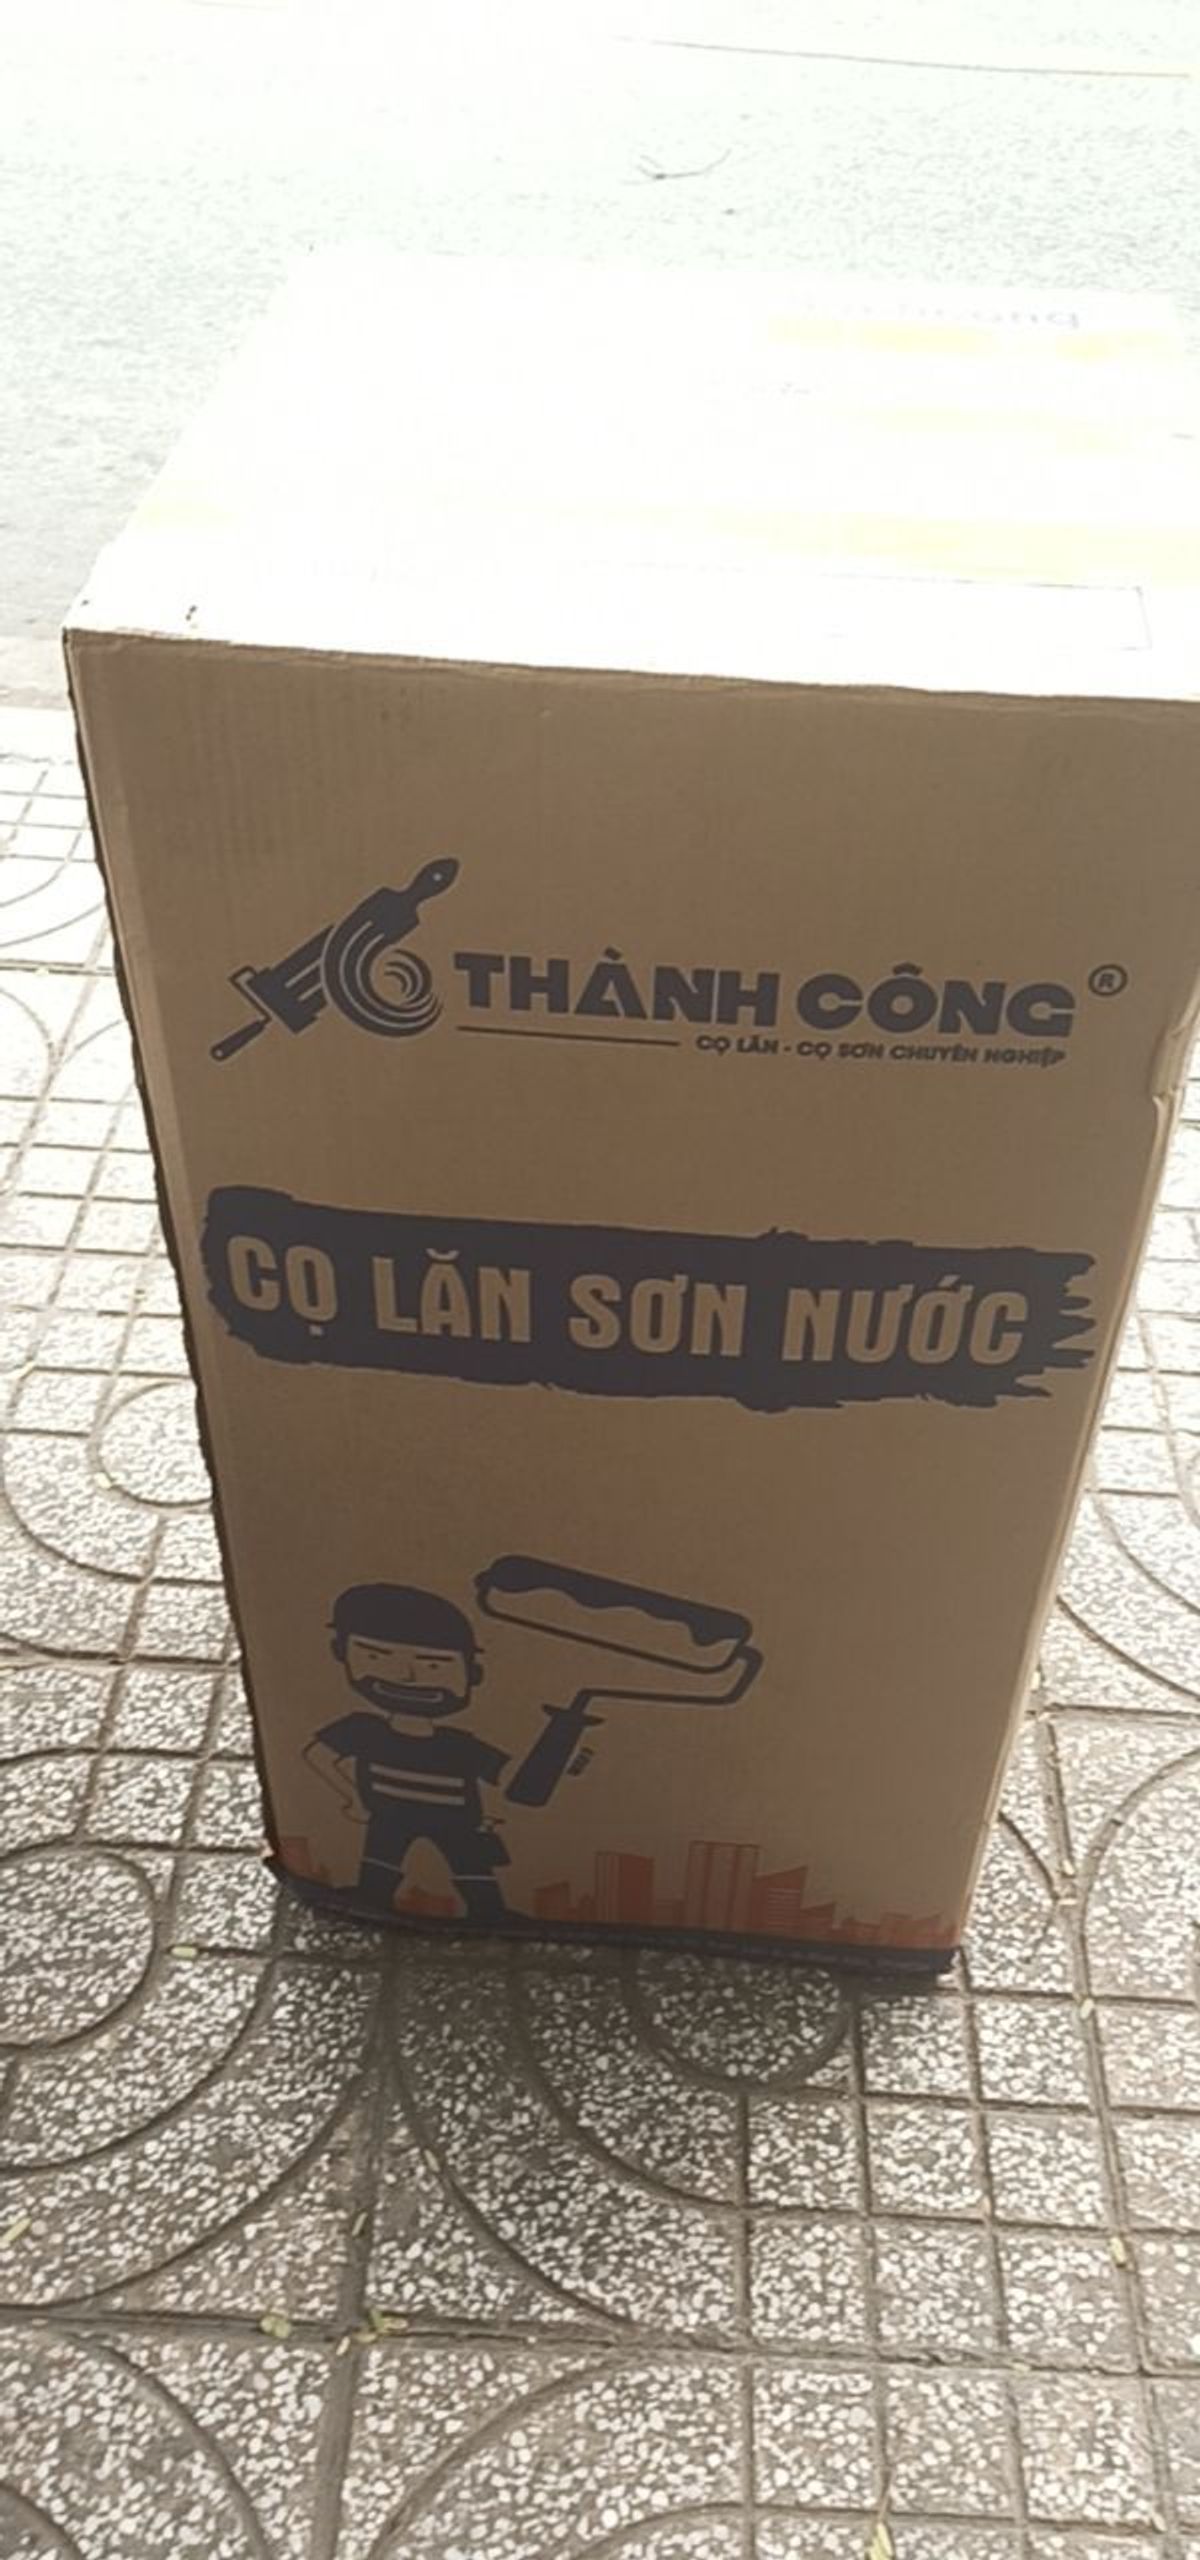 THÀNH CÔNG ®
CỌ LĂN - CỌ SƠN CHUYÊN NGHIỆP
CỌ LĂN SƠN NƯỚC